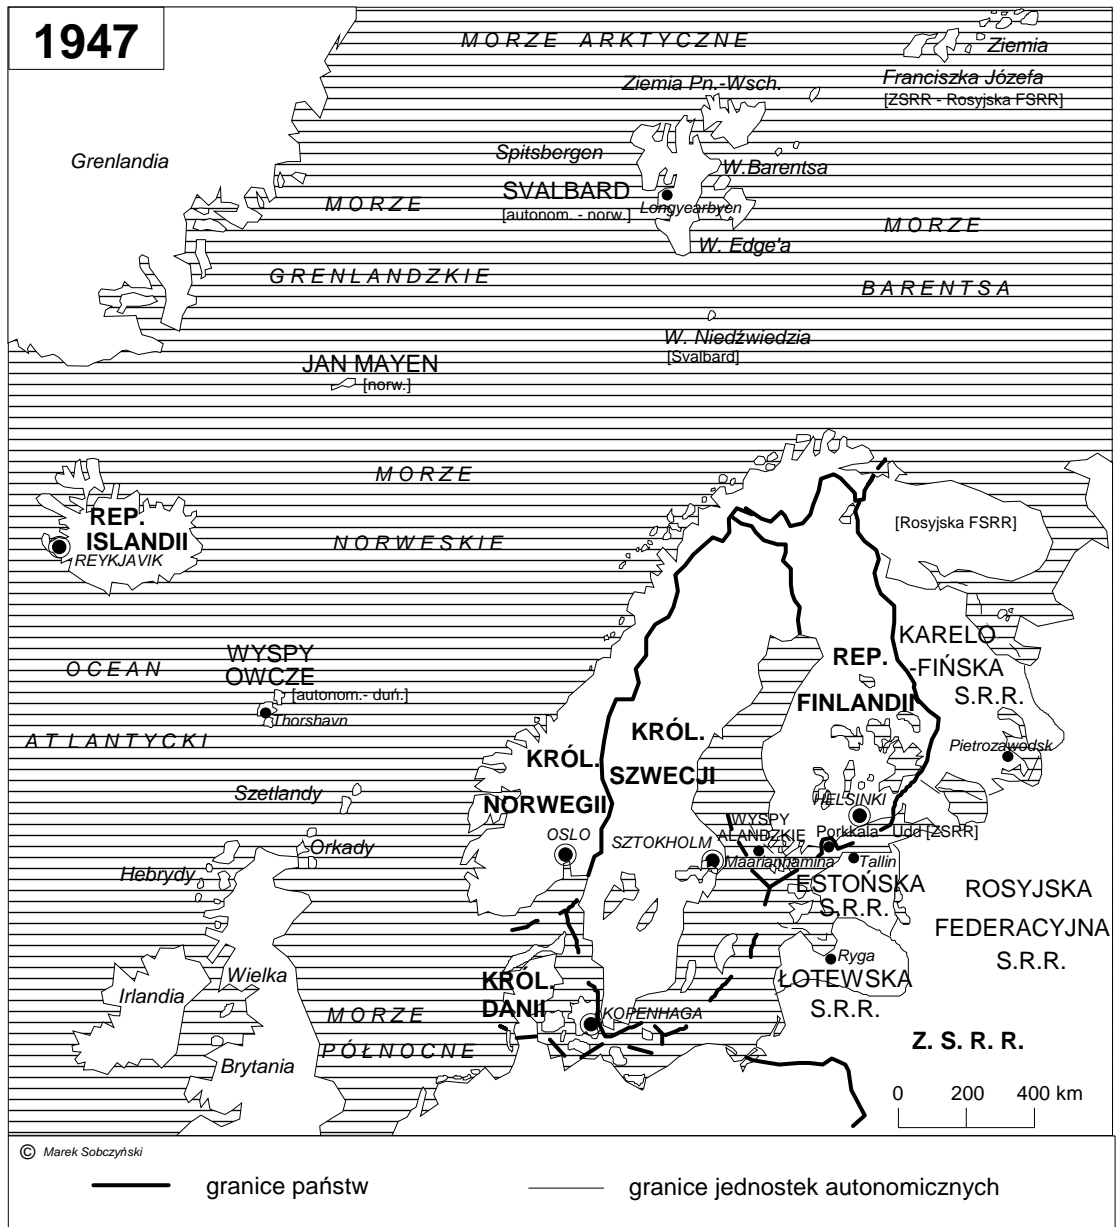 1947
MORZE ARKTYCZNE
Ziemia
Franciszka Józefa
[ZSRR - Rosyjska FSRR]
Ziemia Pn.-Wsch.
Grenlandia
Spitsbergen
W.Barentsa
SVALBARD
[autonom. - norw.]
Longyearbyen
MORZE
MORZE
W. Edge'a
GRENLANDZKIE
BARENTSA
W. Niedźwiedzia
[Svalbard]
JAN MAYEN
[norw.]
MORZE
REP.
ISLANDII
REYKJAVIK
NORWESKIE
[Rosyjska FSRR]
KARELO
-FIŃSKA
S.R.R.
WYSPY
OWCZE
[autonom.- duń.]
Thorshavn
OCEAN
ATLANTYCKI
REP.
FINLANDII
KRÓL.
SZWECJI
KRÓL.
NORWEGII
Pietrozawodsk
Szetlandy
HELSINKI
OSLO
SZTOKHOLM
WYSPY
ALANDZKIE
Porkkala Udd [ZSRR]
Maarianhamina
Tallin
Orkady
Hebrydy
ESTOŃSKA
S.R.R.
ROSYJSKA
FEDERACYJNA
S.R.R.
Ryga
ŁOTEWSKA
S.R.R.
Irlandia
Wielka
Brytania
KRÓL.
DANII
KOPENHAGA
MORZE
PÓŁNOCNE
Z. S. R. R.
0 200 400 km
© Marek Sobczyński
granice państw
granice jednostek autonomicznych